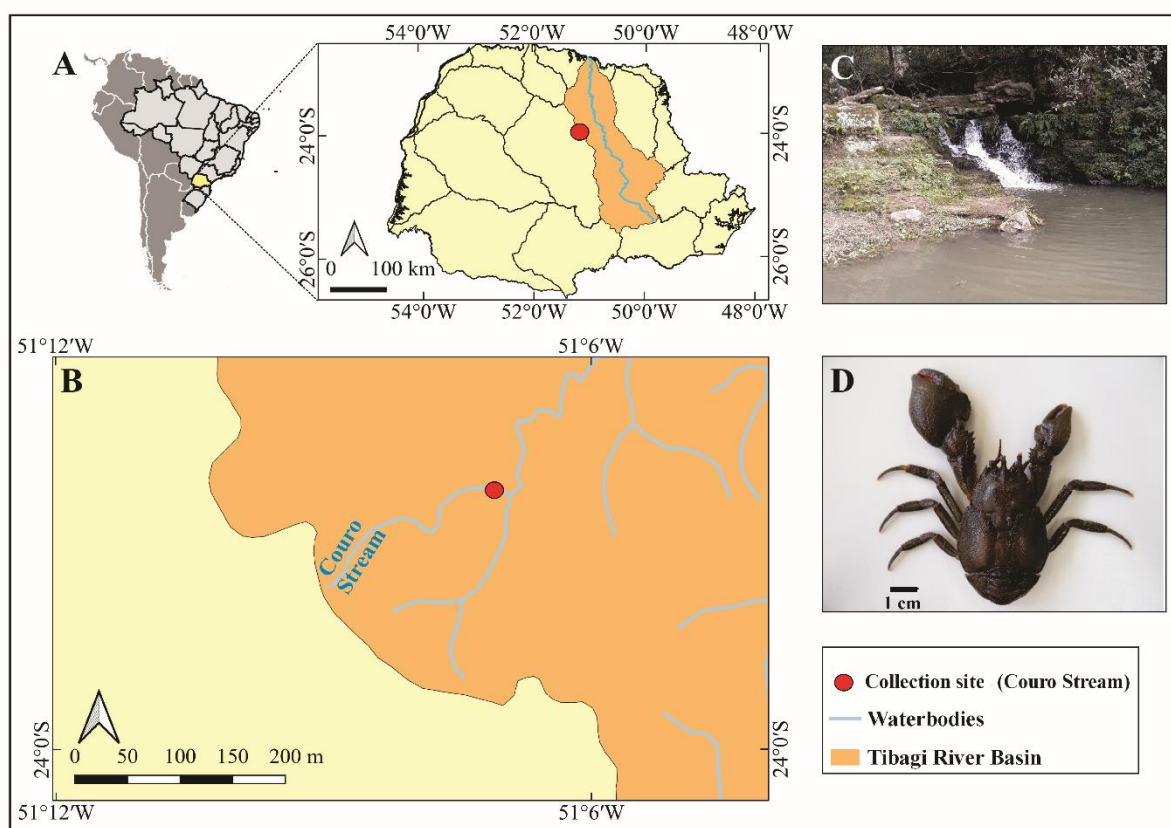 54°0'W 52°0'W 50°0'W 48°0'W
A
C
24°0'S
24°0'S
0 100 km
26°0'S
26°0'S
54°0'W 52°0'W 50°0'W 48°0'W
51°12'W 51°6'W
B
D
Couro
Stream
1 cm
24°0'S
24°0'S
0 50 100 150 200 m
51°12'W 51°6'W
Collection site (Couro Stream)
Waterbodies
Tibagi River Basin